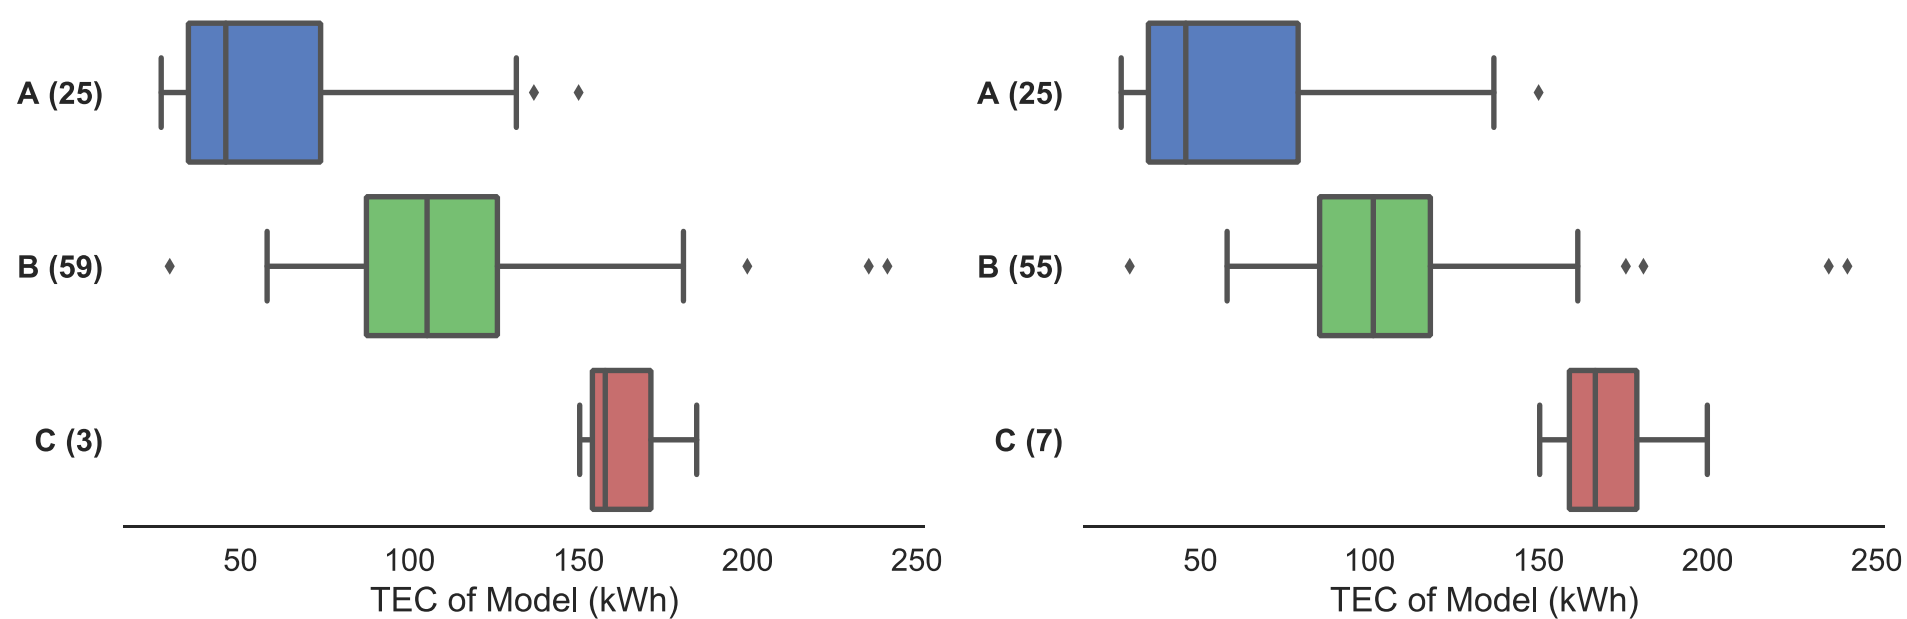 A (25)
B (59)
C (3)
50 100 150 200 250
TEC of Model (kWh)
A (25)
B (55)
C (7)
50 100 150 200 250
TEC of Model (kWh)